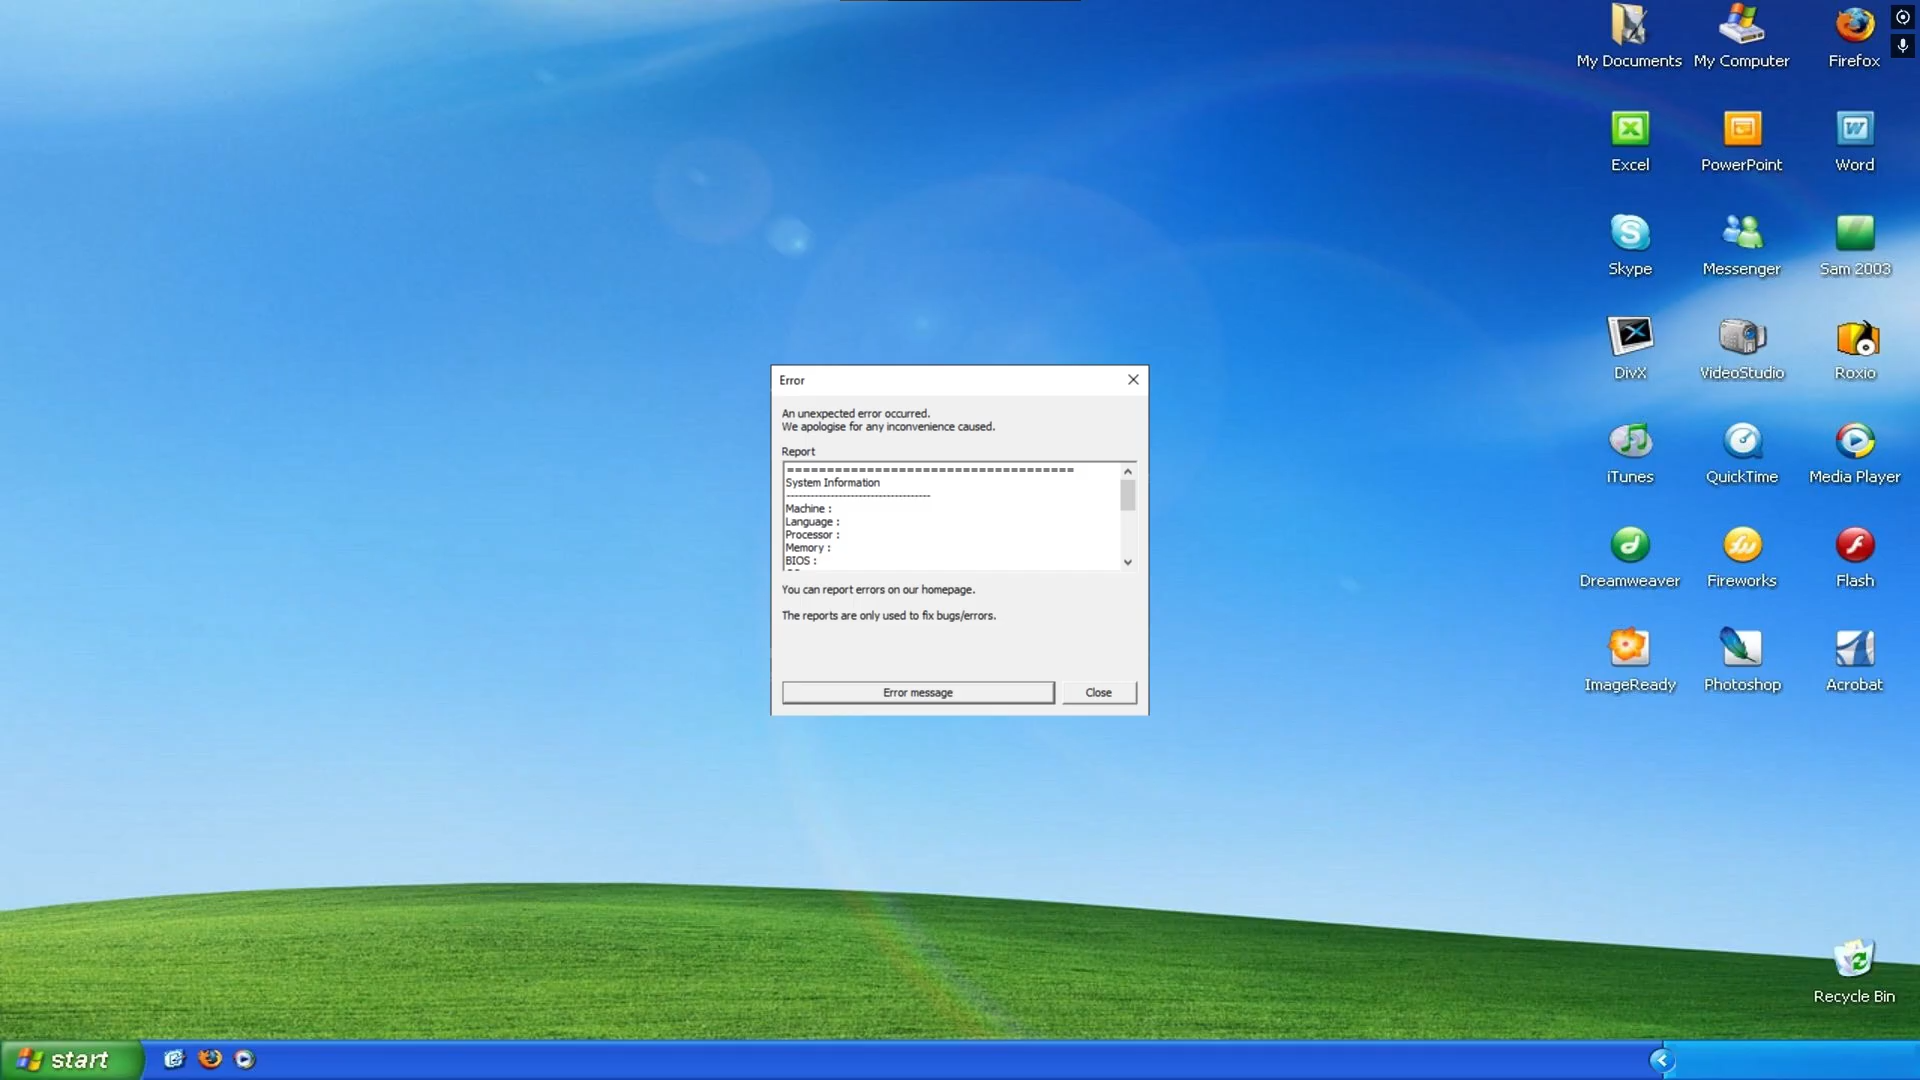 My Documents
My Computer
Firefox
Excel
PowerPoint
Word
Skype
Messenger
Sam 2003
DivX
VideoStudio
Roxio
iTunes
QuickTime
Media Player
Dreamweaver
Fireworks
Flash
ImageReady
Photoshop
Acrobat
Recycle Bin
Error
An unexpected error occurred.
We apologise for any inconvenience caused.
Report
====================================
System Information
------------------------------------
Machine :
Language :
Processor :
Memory :
BIOS :
You can report errors on our homepage.
The reports are only used to fix bugs/errors.
Error message
Close
start